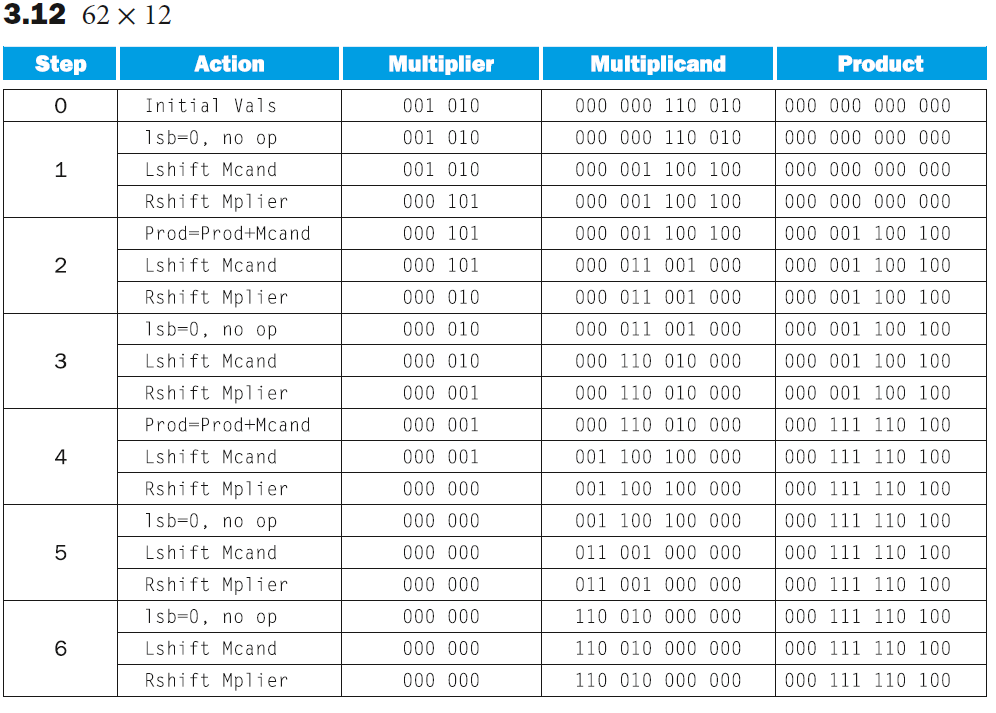 3.12 62 × 12
Step Action Multiplier Multiplicand Product
0 Initial Vals 001 010 000 000 110 010 000 000 000 000
lsb=0, no op 001 010 000 000 110 010 000 000 000 000
1 Lshift Mcand 001 010 000 001 100 100 000 000 000 000
Rshift Mplier 000 101 000 001 100 100 000 000 000 000
Prod=Prod+Mcand 000 101 000 001 100 100 000 001 100 100
2 Lshift Mcand 000 101 000 011 001 000 000 001 100 100
Rshift Mplier 000 010 000 011 001 000 000 001 100 100
lsb=0, no op 000 010 000 011 001 000 000 001 100 100
3 Lshift Mcand 000 010 000 110 010 000 000 001 100 100
Rshift Mplier 000 001 000 110 010 000 000 001 100 100
Prod=Prod+Mcand 000 001 000 110 010 000 000 111 110 100
4 Lshift Mcand 000 001 001 100 100 000 000 111 110 100
Rshift Mplier 000 000 001 100 100 000 000 111 110 100
lsb=0, no op 000 000 001 100 100 000 000 111 110 100
5 Lshift Mcand 000 000 011 001 000 000 000 111 110 100
Rshift Mplier 000 000 011 001 000 000 000 111 110 100
lsb=0, no op 000 000 110 010 000 000 000 111 110 100
6 Lshift Mcand 000 000 110 010 000 000 000 111 110 100
Rshift Mplier 000 000 110 010 000 000 000 111 110 100